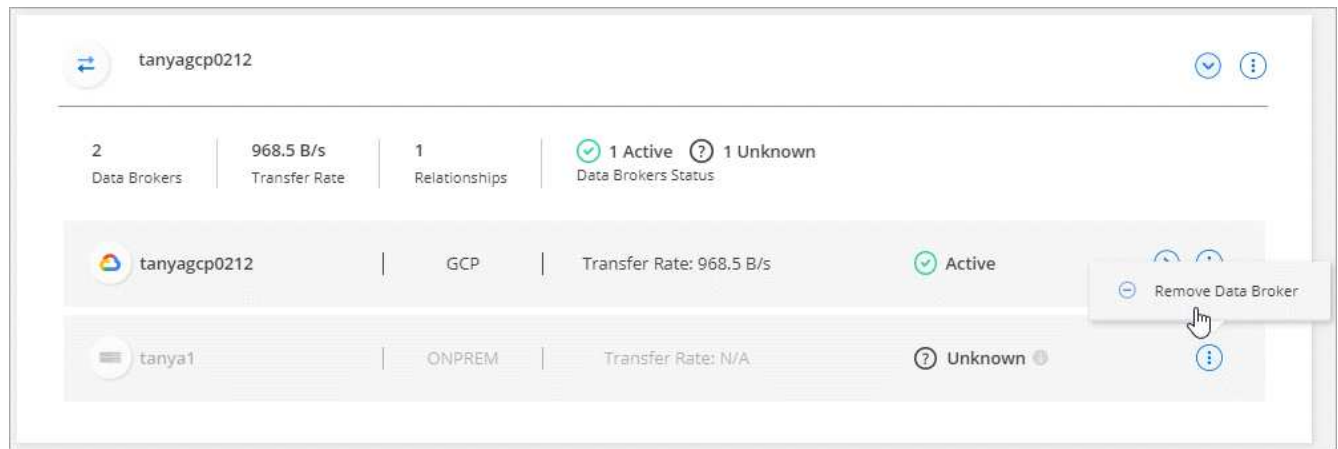 tanyagcp0212
2 968.5 B/s 1 1 Active 1 Unknown
Data Brokers Transfer Rate Relationships Data Brokers Status
tanyagcp0212 GCP Transfer Rate: 968.5 B/s Active
Remove Data Broker
tanya1 ONPREM Transfer Rate: N/A Unknown